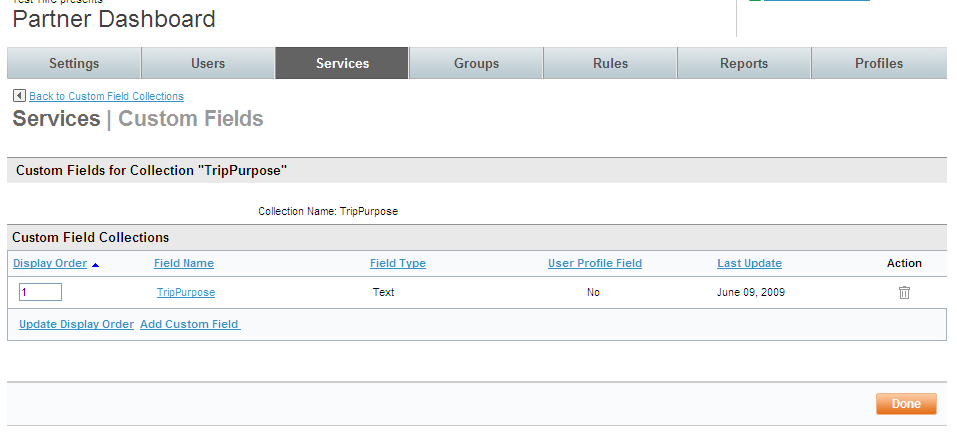 Partner Dashboard
Settings Users Services Groups Rules Reports Profiles
Back to Custom Field Collections
Services | Custom Fields
Custom Fields for Collection "TripPurpose"
Collection Name: TripPurpose
Custom Field Collections
Display Order Field Name Field Type User Profile Field Last Update Action
1 TripPurpose Text No June 09, 2009
Update Display Order Add Custom Field
Done